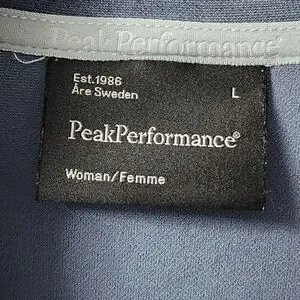 Peak Performance
Est.1986
Åre Sweden
L
PeakPerformance®
Woman/Femme